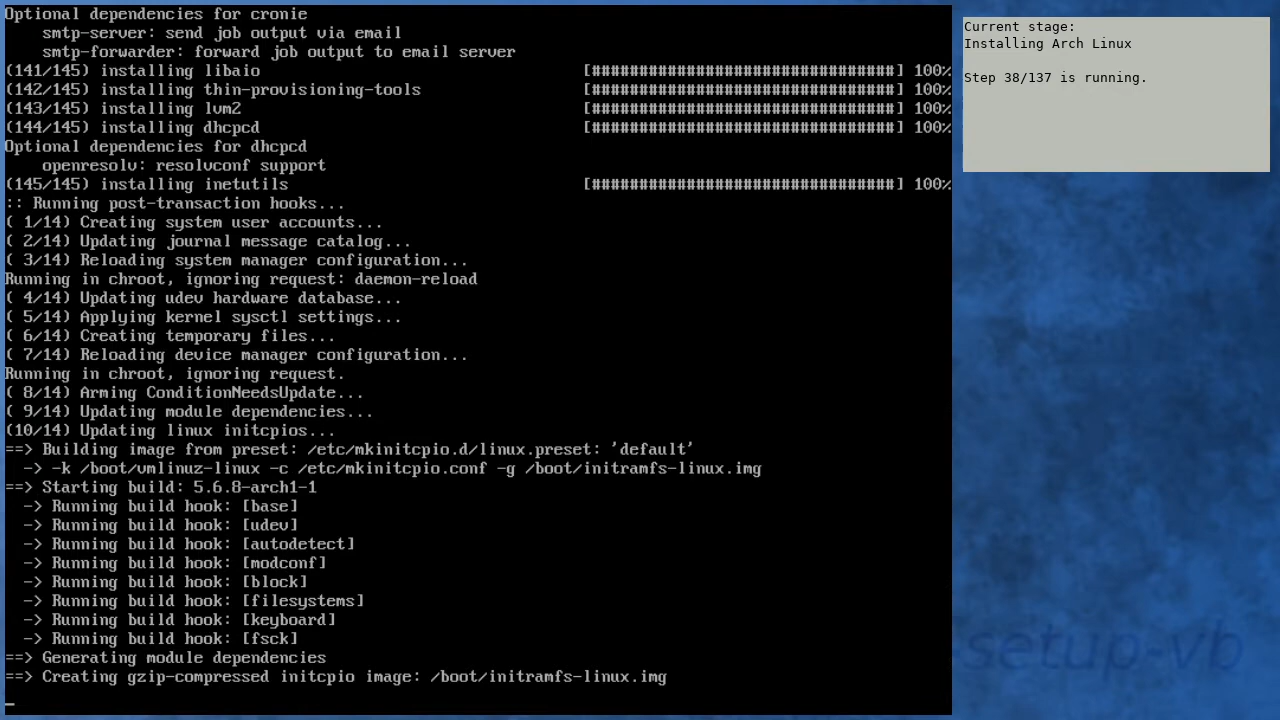 Optional dependencies for cronie
    smtp-server: send job output via email
    smtp-forwarder: forward job output to email server
(141/145) installing libaio [################################] 100%
(142/145) installing thin-provisioning-tools [################################] 100%
(143/145) installing lvm2 [################################] 100%
(144/145) installing dhcpcd [################################] 100%
Optional dependencies for dhcpcd
    openresolv: resolvconf support
(145/145) installing inetutils [################################] 100%
:: Running post-transaction hooks...
( 1/14) Creating system user accounts...
( 2/14) Updating journal message catalog...
( 3/14) Reloading system manager configuration...
Running in chroot, ignoring request: daemon-reload
( 4/14) Updating udev hardware database...
( 5/14) Applying kernel sysctl settings...
( 6/14) Creating temporary files...
( 7/14) Reloading device manager configuration...
Running in chroot, ignoring request.
( 8/14) Arming ConditionNeedsUpdate...
( 9/14) Updating module dependencies...
(10/14) Updating linux initcpios...
==> Building image from preset: /etc/mkinitcpio.d/linux.preset: 'default'
  -> -k /boot/vmlinuz-linux -c /etc/mkinitcpio.conf -g /boot/initramfs-linux.img
==> Starting build: 5.6.8-arch1-1
  -> Running build hook: [base]
  -> Running build hook: [udev]
  -> Running build hook: [autodetect]
  -> Running build hook: [modconf]
  -> Running build hook: [block]
  -> Running build hook: [filesystems]
  -> Running build hook: [keyboard]
  -> Running build hook: [fsck]
==> Generating module dependencies
==> Creating gzip-compressed initcpio image: /boot/initramfs-linux.img
_
Current stage:
Installing Arch Linux
Step 38/137 is running.
setup-vb